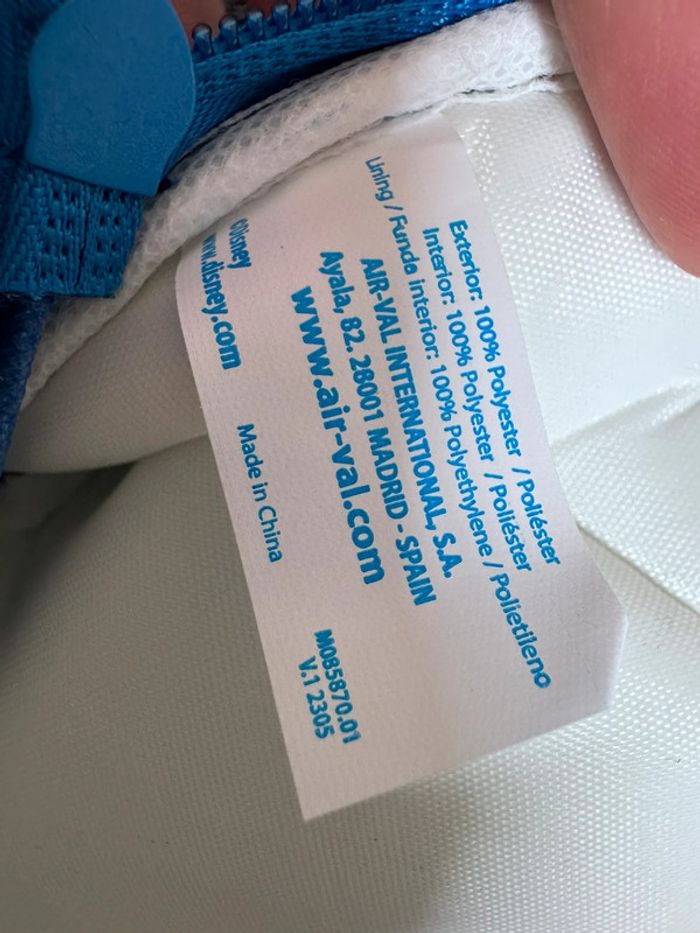 Exterior: 100% Polyester / Poliéster
Interior: 100% Polyester / Poliéster
Lining / Funda interior: 100% Polyethylene / Polietileno
AIR-VAL INTERNATIONAL, S.A.
Ayala, 82. 28001 MADRID - SPAIN
www.air-val.com
©Disney
www.disney.com
Made in China
M085870.01
V.1 2305